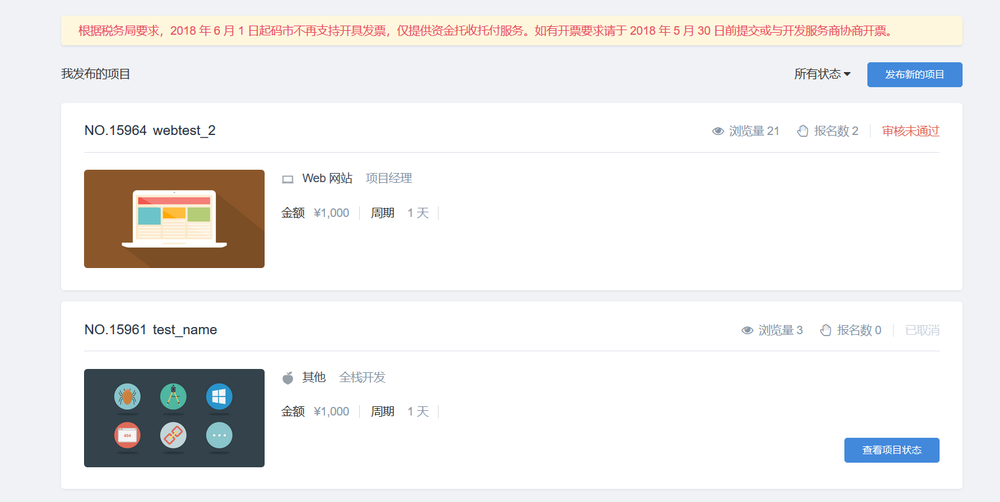 根据税务局要求，2018 年 6 月 1 日起码市不再支持开具发票，仅提供资金托收托付服务。如有开票要求请于 2018 年 5 月 30 日前提交或与开发服务商协商开票。
我发布的项目 所有状态 发布新的项目
NO.15964 webtest_2 浏览量 21 报名数 2 审核未通过
Web 网站 项目经理
金额 ¥1,000 周期 1 天
NO.15961 test_name 浏览量 3 报名数 0 已取消
其他 全栈开发
金额 ¥1,000 周期 1 天
404
查看项目状态